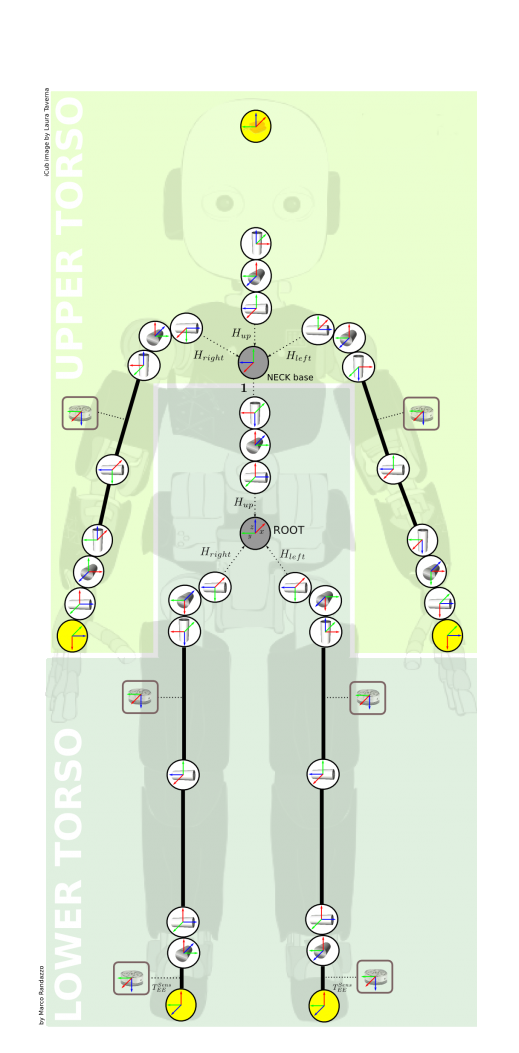 iCub image by Laura Taverna
UPPER TORSO
H_{up}
H_{right}
H_{left}
NECK base
1
H_{up}
ROOT
z
x
y
H_{right}
H_{left}
LOWER TORSO
T_{EE}^{Sens}
T_{EE}^{Sens}
by Marco Randazzo